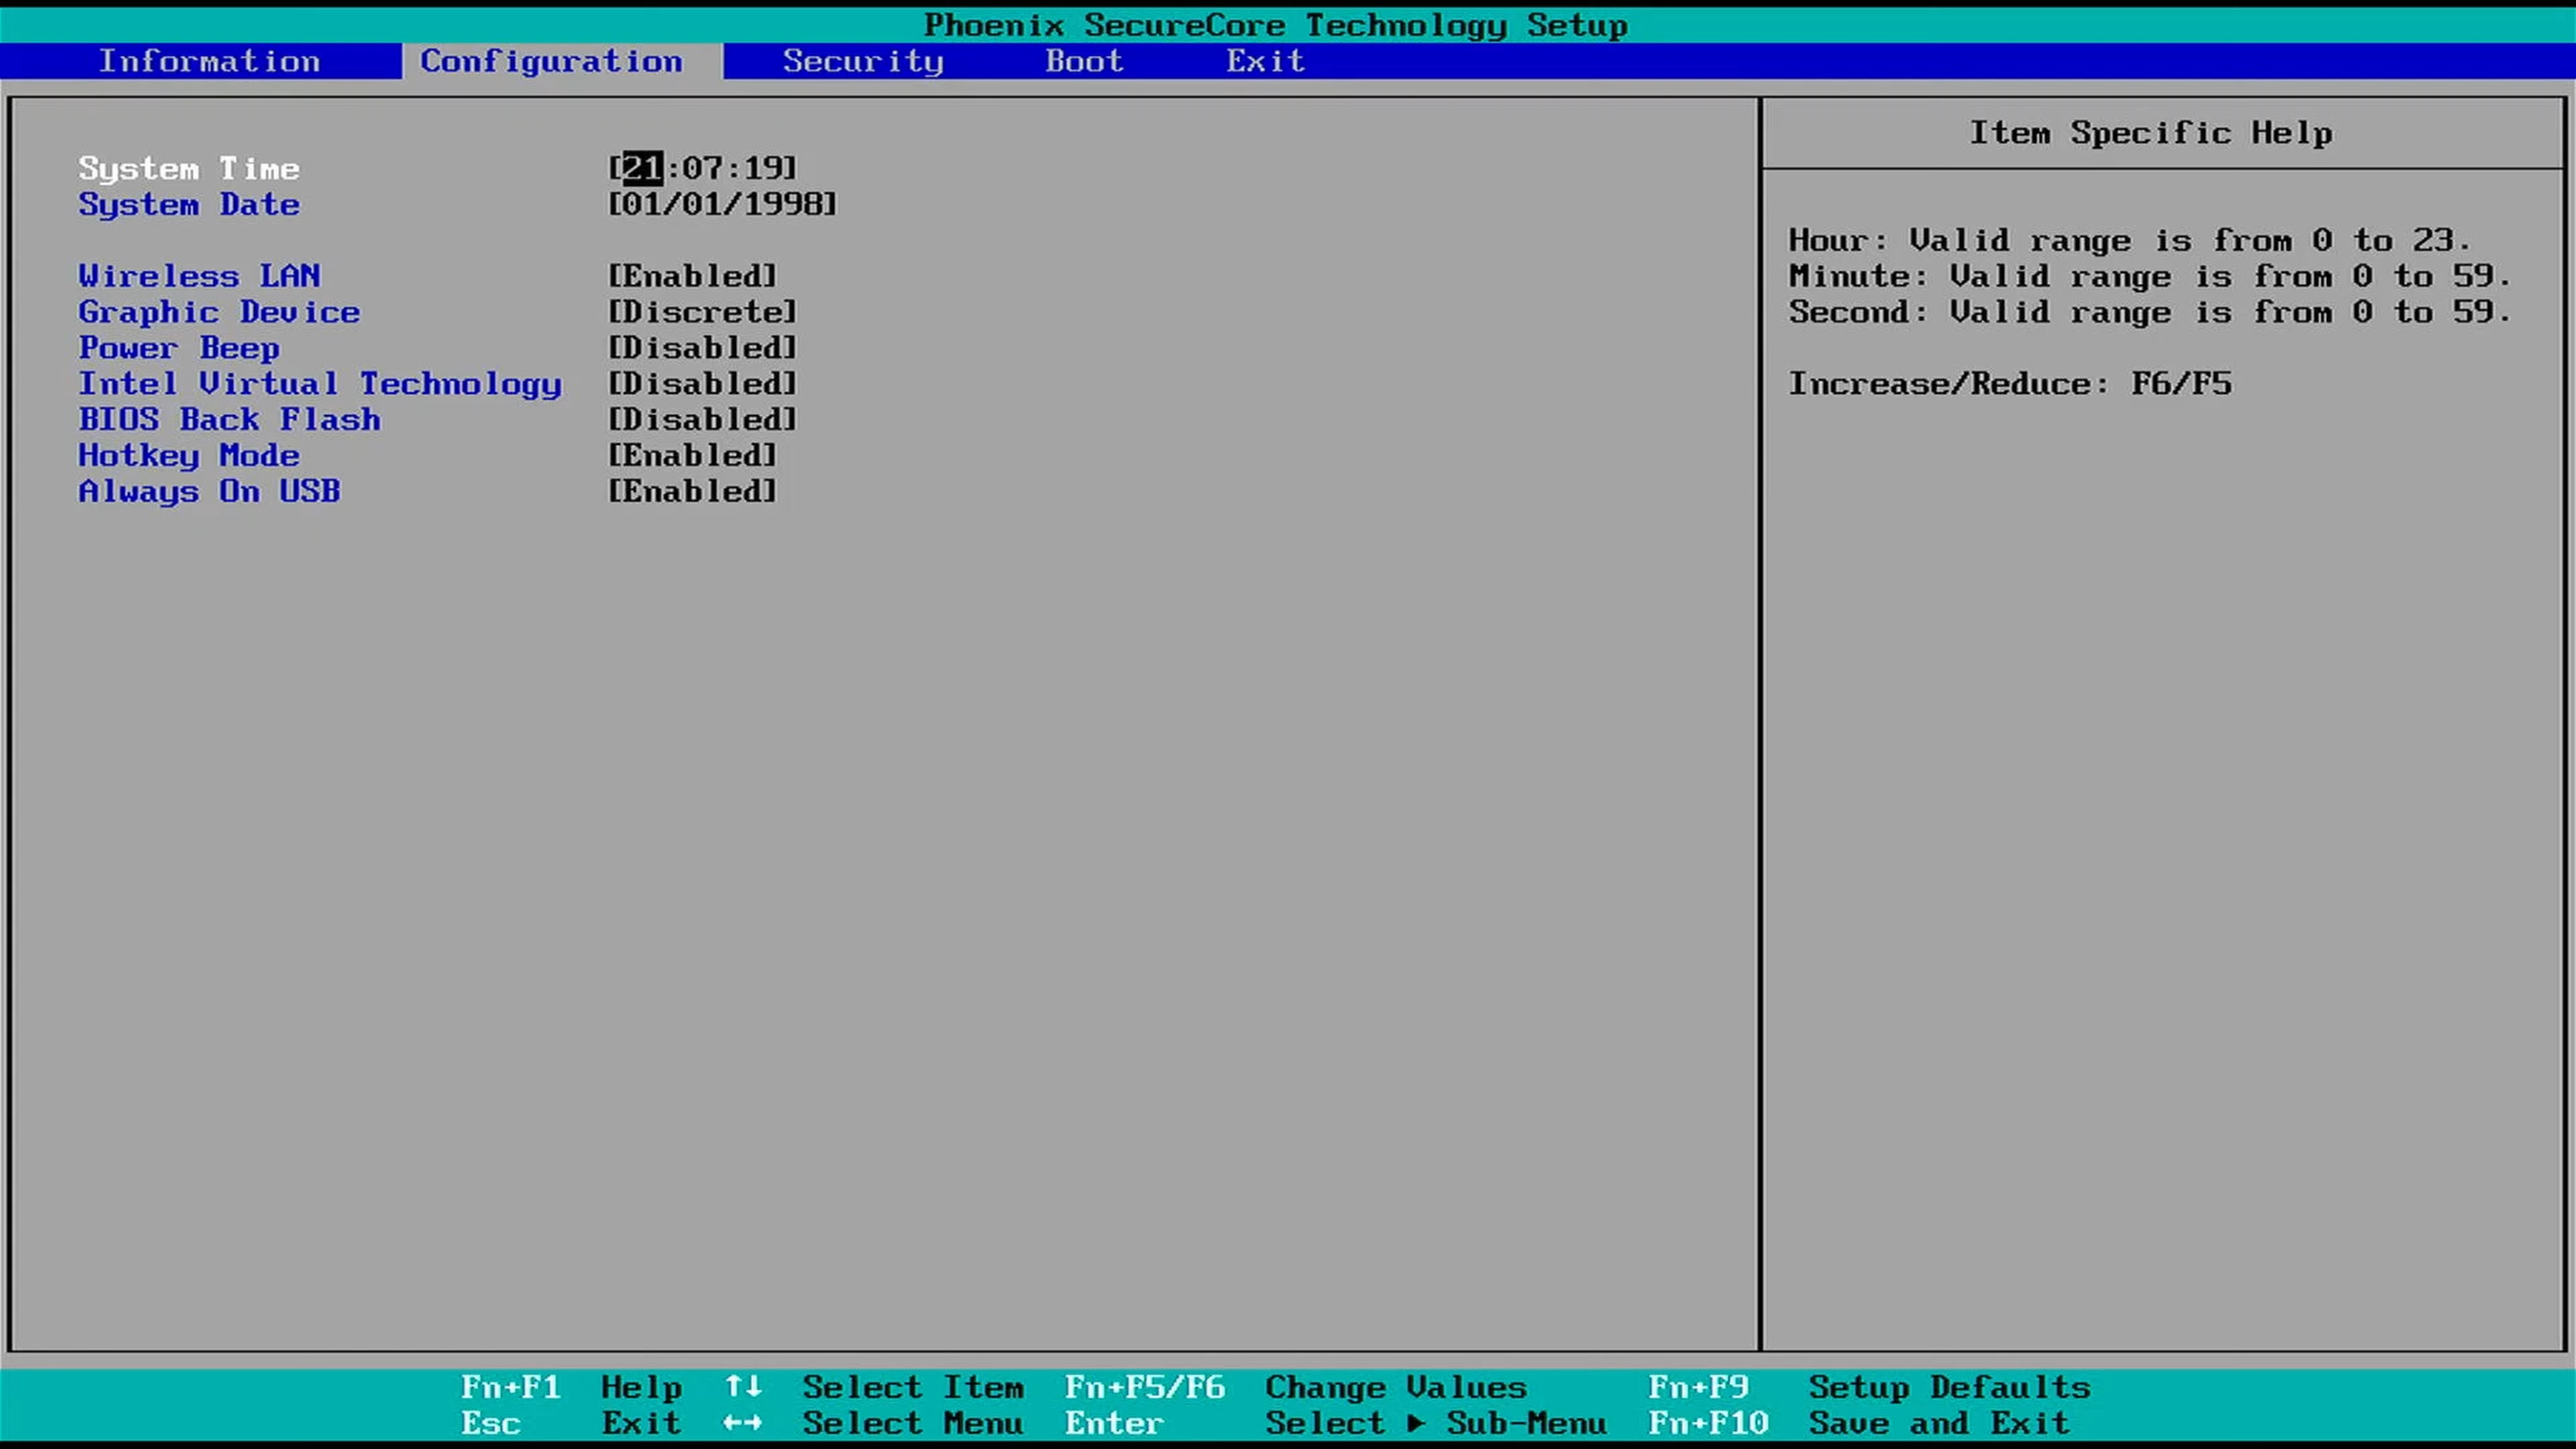 Phoenix SecureCore Technology Setup
Information Configuration Security Boot Exit
System Time [21:07:19]
System Date [01/01/1998]
Wireless LAN [Enabled]
Graphic Device [Discrete]
Power Beep [Disabled]
Intel Virtual Technology [Disabled]
BIOS Back Flash [Disabled]
Hotkey Mode [Enabled]
Always On USB [Enabled]
Item Specific Help
Hour: Valid range is from 0 to 23.
Minute: Valid range is from 0 to 59.
Second: Valid range is from 0 to 59.
Increase/Reduce: F6/F5
Fn+F1 Help ↑↓ Select Item Fn+F5/F6 Change Values Fn+F9 Setup Defaults
Esc Exit ←→ Select Menu Enter Select ▶ Sub-Menu Fn+F10 Save and Exit